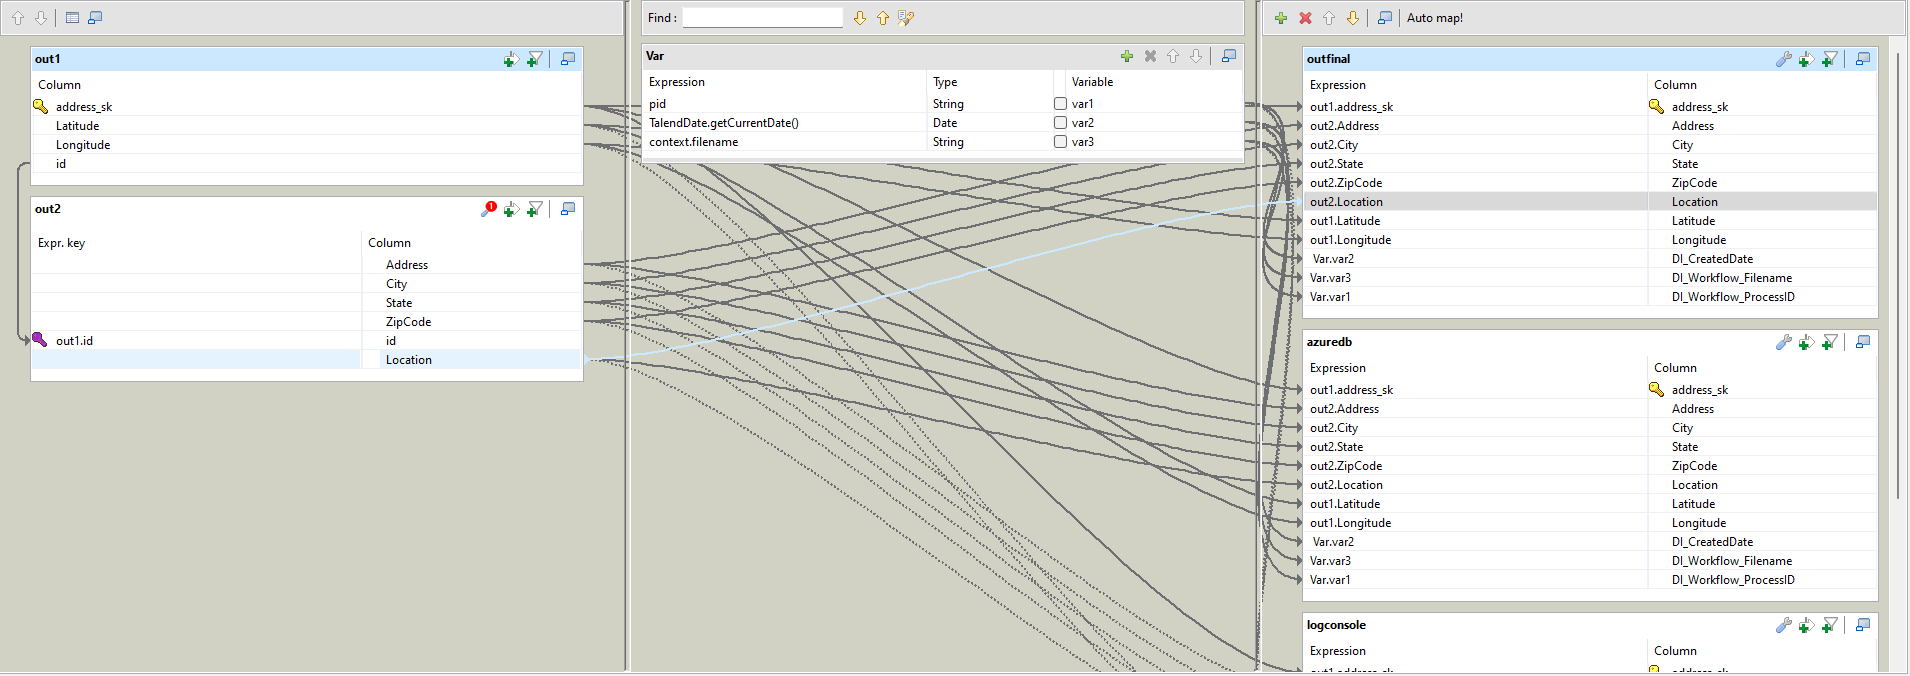 Find :
Auto map!
out1
Column
address_sk
Latitude
Longitude
id
out2
Expr. key Column
Address
City
State
ZipCode
out1.id id
Location
Var
Expression Type Variable
pid String var1
TalendDate.getCurrentDate() Date var2
context.filename String var3
outfinal
Expression Column
out1.address_sk address_sk
out2.Address Address
out2.City City
out2.State State
out2.ZipCode ZipCode
out2.Location Location
out1.Latitude Latitude
out1.Longitude Longitude
Var.var2 DI_CreatedDate
Var.var3 DI_Workflow_Filename
Var.var1 DI_Workflow_ProcessID
azuredb
Expression Column
out1.address_sk address_sk
out2.Address Address
out2.City City
out2.State State
out2.ZipCode ZipCode
out2.Location Location
out1.Latitude Latitude
out1.Longitude Longitude
Var.var2 DI_CreatedDate
Var.var3 DI_Workflow_Filename
Var.var1 DI_Workflow_ProcessID
logconsole
Expression Column
out1.address_sk address_sk